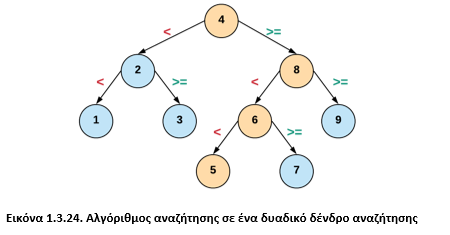 4
< >=
2 8
< >= < >=
1 3 6 9
< >=
5 7
Εικόνα 1.3.24. Αλγόριθμος αναζήτησης σε ένα δυαδικό δένδρο αναζήτησης